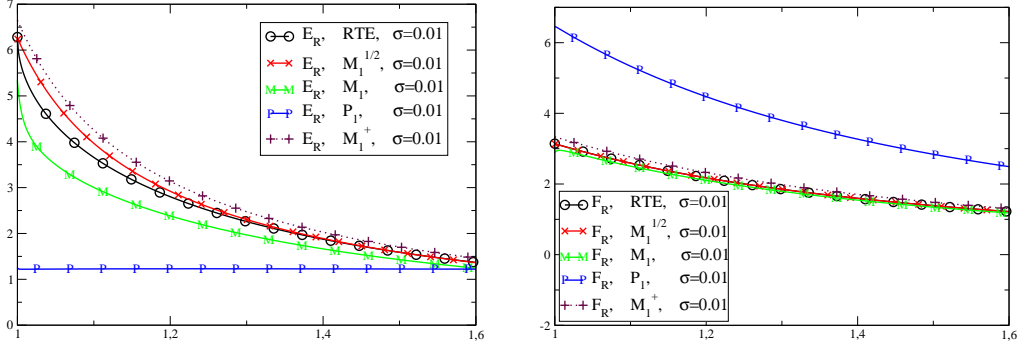 7
6
5
4
3
2
1
0
1
1,2
1,4
1,6
E_R, RTE, σ=0.01
E_R, M_1^1/2, σ=0.01
M M E_R, M_1, σ=0.01
P P E_R, P_1, σ=0.01
E_R, M_1^+, σ=0.01
P P P P P P P P P P P P P P
M M M M M M M M M M M M M
6
4
2
0
-2
1
1,2
1,4
1,6
F_R, RTE, σ=0.01
F_R, M_1^1/2, σ=0.01
M M F_R, M_1, σ=0.01
P P F_R, P_1, σ=0.01
F_R, M_1^+, σ=0.01
P P P P P P P P P P P P P P